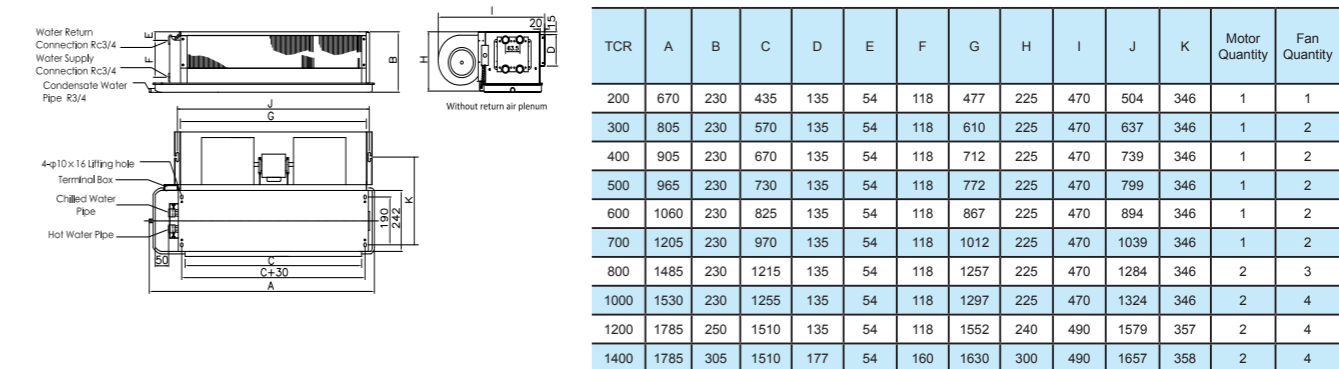 Water Return
Connection Rc3/4
Water Supply
Connection Rc3/4
Condensate Water
Pipe R3/4
E
F
B
I
20
15
H
63.5
D
Without return air plenum
J
G
4-φ10×16 Lifting hole
Terminal Box
Chilled Water
Pipe
Hot Water Pipe
K
190
242
50
C
C+30
A
TCR A B C D E F G H I J K Motor Quantity Fan Quantity
200 670 230 435 135 54 118 477 225 470 504 346 1 1
300 805 230 570 135 54 118 610 225 470 637 346 1 2
400 905 230 670 135 54 118 712 225 470 739 346 1 2
500 965 230 730 135 54 118 772 225 470 799 346 1 2
600 1060 230 825 135 54 118 867 225 470 894 346 1 2
700 1205 230 970 135 54 118 1012 225 470 1039 346 1 2
800 1485 230 1215 135 54 118 1257 225 470 1284 346 2 3
1000 1530 230 1255 135 54 118 1297 225 470 1324 346 2 4
1200 1785 250 1510 135 54 118 1552 240 490 1579 357 2 4
1400 1785 305 1510 177 54 160 1630 300 490 1657 358 2 4